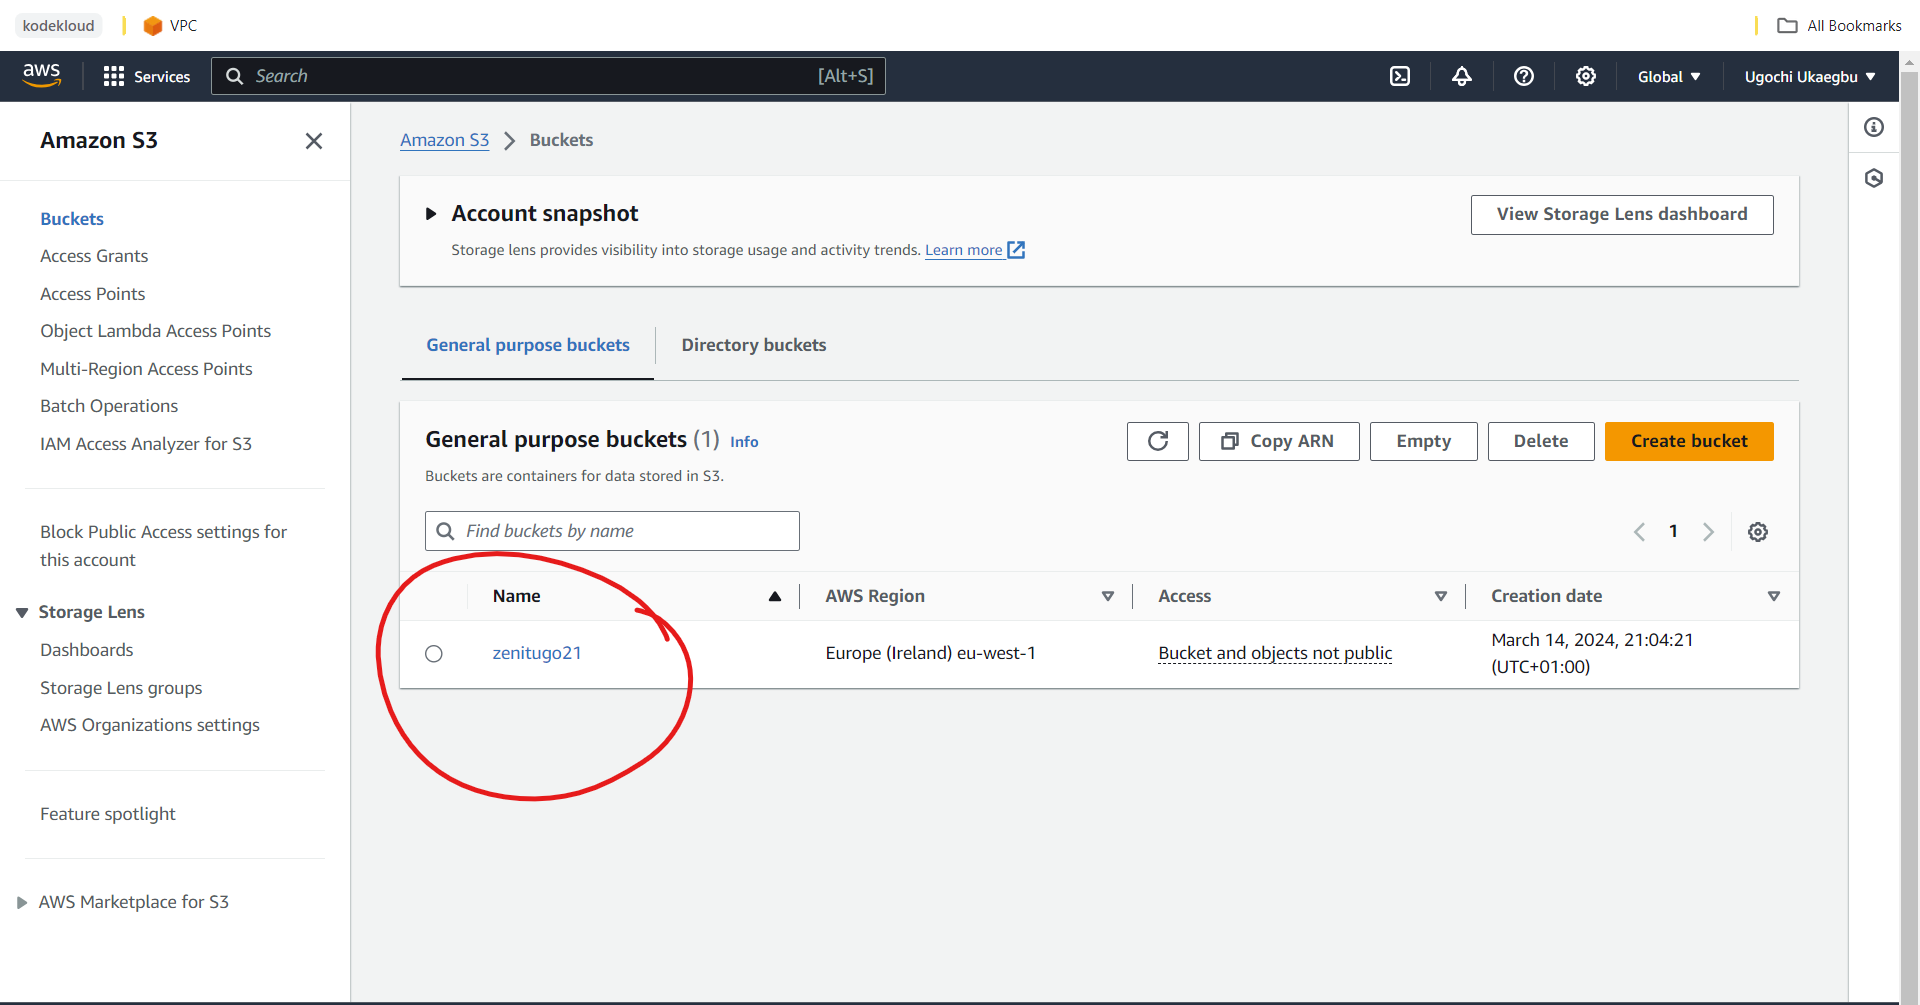 kodekloud
VPC
All Bookmarks
aws
Services
Search
[Alt+S]
Global
Ugochi Ukaegbu
Amazon S3
Buckets
Access Grants
Access Points
Object Lambda Access Points
Multi-Region Access Points
Batch Operations
IAM Access Analyzer for S3
Block Public Access settings for
this account
Storage Lens
Dashboards
Storage Lens groups
AWS Organizations settings
Feature spotlight
AWS Marketplace for S3
Amazon S3
Buckets
Account snapshot
View Storage Lens dashboard
Storage lens provides visibility into storage usage and activity trends. Learn more
General purpose buckets
Directory buckets
General purpose buckets (1) Info
Copy ARN
Empty
Delete
Create bucket
Buckets are containers for data stored in S3.
Find buckets by name
1
Name
AWS Region
Access
Creation date
zenitugo21
Europe (Ireland) eu-west-1
Bucket and objects not public
March 14, 2024, 21:04:21
(UTC+01:00)